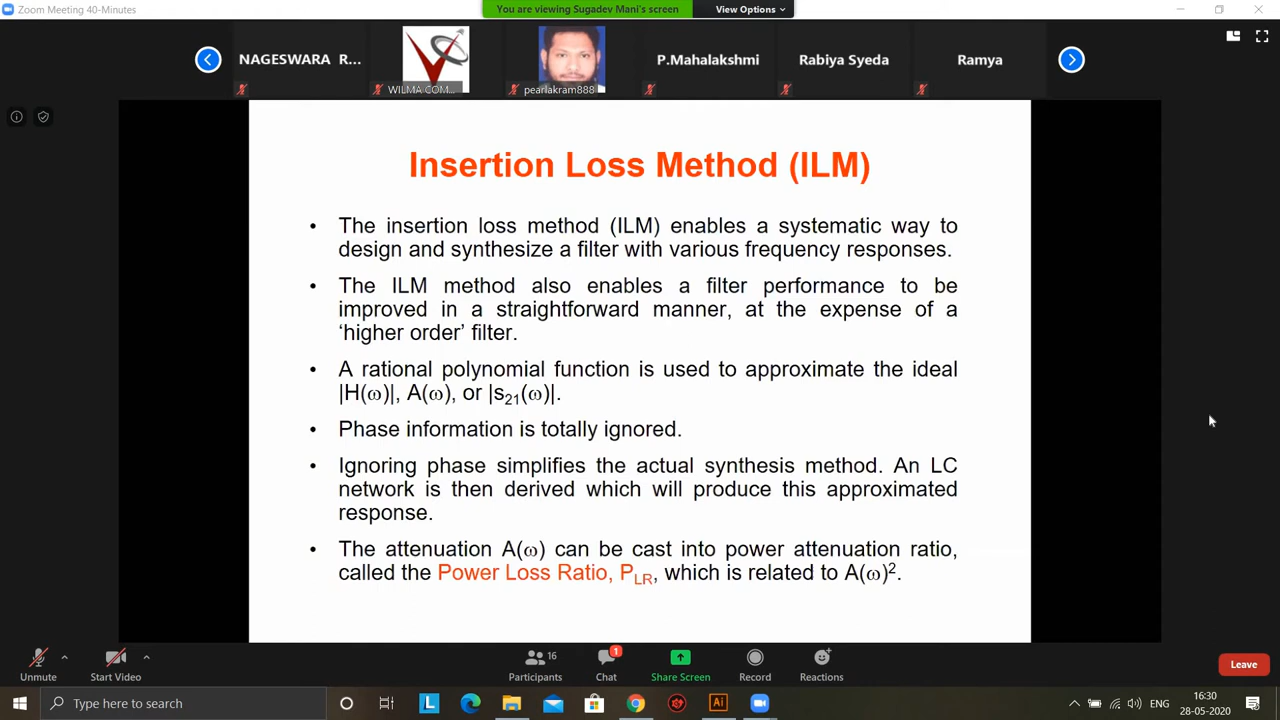 Zoom Meeting 40-Minutes
You are viewing Sugadev Mani's screen
View Options
NAGESWARA R...
WILMA COM...
pearlakram888
P.Mahalakshmi
Rabiya Syeda
Ramya
Insertion Loss Method (ILM)
• The insertion loss method (ILM) enables a systematic way to
design and synthesize a filter with various frequency responses.
• The ILM method also enables a filter performance to be
improved in a straightforward manner, at the expense of a
‘higher order’ filter.
• A rational polynomial function is used to approximate the ideal
|H(ω)|, A(ω), or |s21(ω)|.
• Phase information is totally ignored.
• Ignoring phase simplifies the actual synthesis method. An LC
network is then derived which will produce this approximated
response.
• The attenuation A(ω) can be cast into power attenuation ratio,
called the Power Loss Ratio, PLR, which is related to A(ω)².
Unmute
Start Video
16
Participants
1
Chat
Share Screen
Record
Reactions
Leave
Type here to search
L
Ai
ENG
16:30
28-05-2020